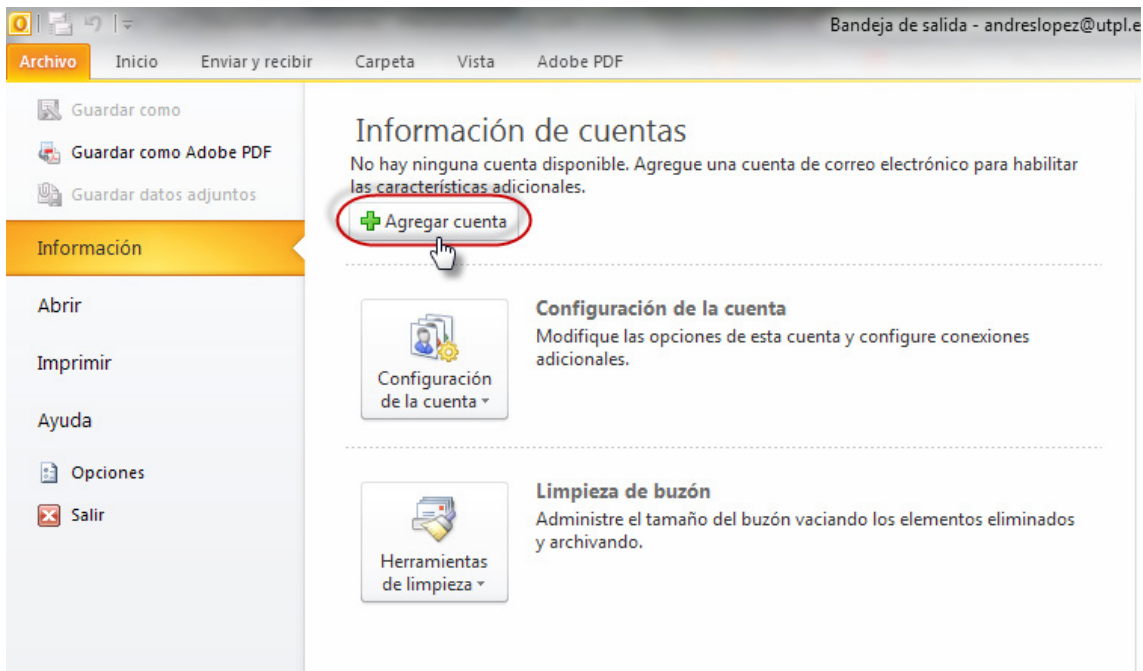 Bandeja de salida - andreslopez@utpl.e
Archivo Inicio Enviar y recibir Carpeta Vista Adobe PDF
Guardar como
Guardar como Adobe PDF
Guardar datos adjuntos
Información
Abrir
Imprimir
Ayuda
Opciones
Salir
Información de cuentas
No hay ninguna cuenta disponible. Agregue una cuenta de correo electrónico para habilitar
las características adicionales.
Agregar cuenta
Configuración
de la cuenta
Configuración de la cuenta
Modifique las opciones de esta cuenta y configure conexiones
adicionales.
Herramientas
de limpieza
Limpieza de buzón
Administre el tamaño del buzón vaciando los elementos eliminados
y archivando.